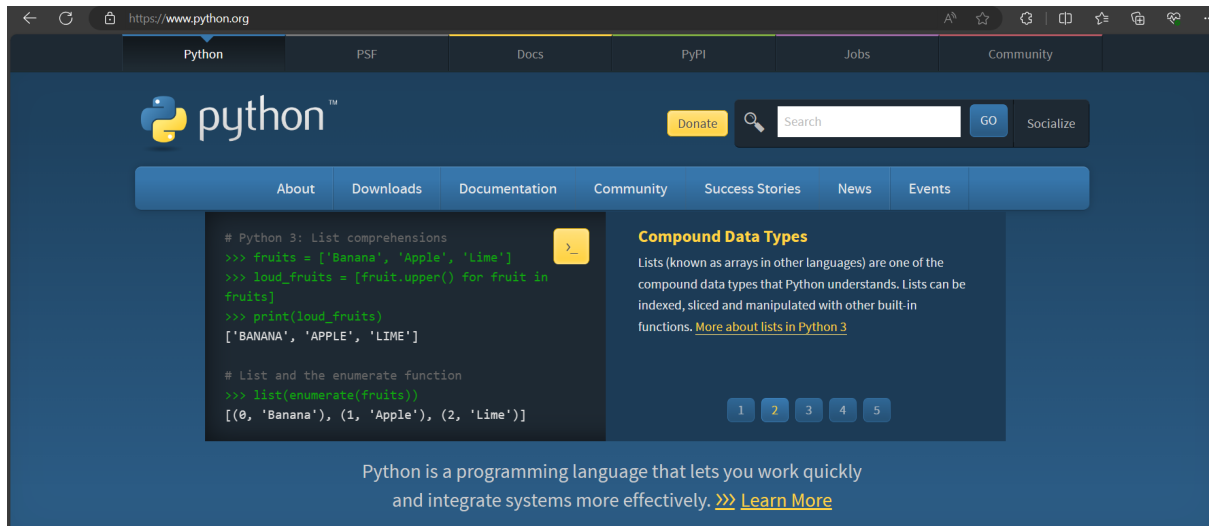 https://www.python.org
Python PSF Docs PyPI Jobs Community
python™
Donate Search GO Socialize
About Downloads Documentation Community Success Stories News Events
# Python 3: List comprehensions
>>> fruits = ['Banana', 'Apple', 'Lime']
>>> loud_fruits = [fruit.upper() for fruit in
fruits]
>>> print(loud_fruits)
['BANANA', 'APPLE', 'LIME']
# List and the enumerate function
>>> list(enumerate(fruits))
[(0, 'Banana'), (1, 'Apple'), (2, 'Lime')]
>_
Compound Data Types
Lists (known as arrays in other languages) are one of the
compound data types that Python understands. Lists can be
indexed, sliced and manipulated with other built-in
functions. More about lists in Python 3
1 2 3 4 5
Python is a programming language that lets you work quickly
and integrate systems more effectively. >>> Learn More